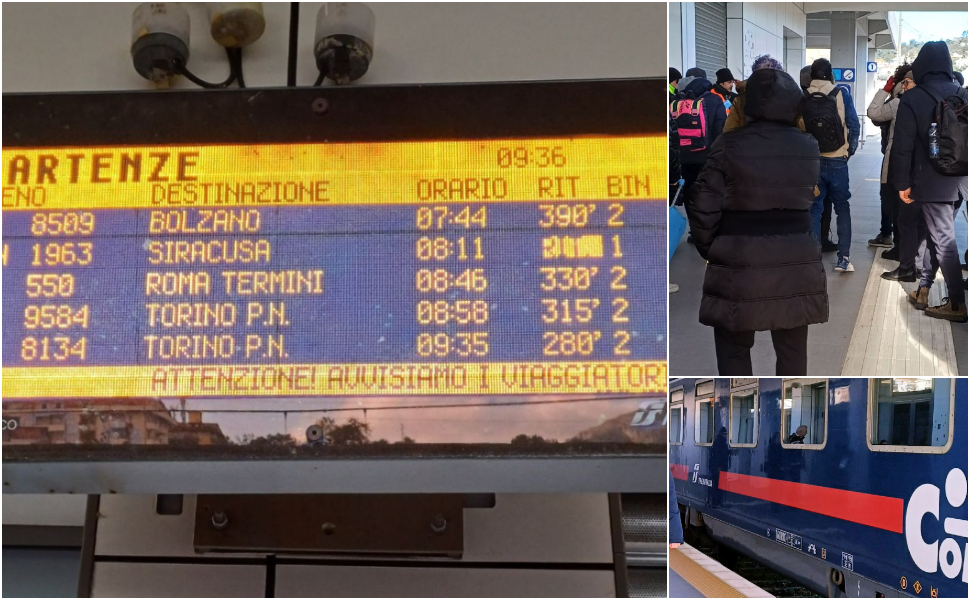 ARTENZE 09:36
ENO DESTINAZIONE ORARIO RIT BIN
8509 BOLZANO 07:44 390' 2
1963 SIRACUSA 08:11 1
550 ROMA TERMINI 08:46 330' 2
9584 TORINO P.N. 08:58 315' 2
8134 TORINO P.N. 09:35 280' 2
ATTENZIONE! AVVISIAMO I VIAGGIATOR
CO